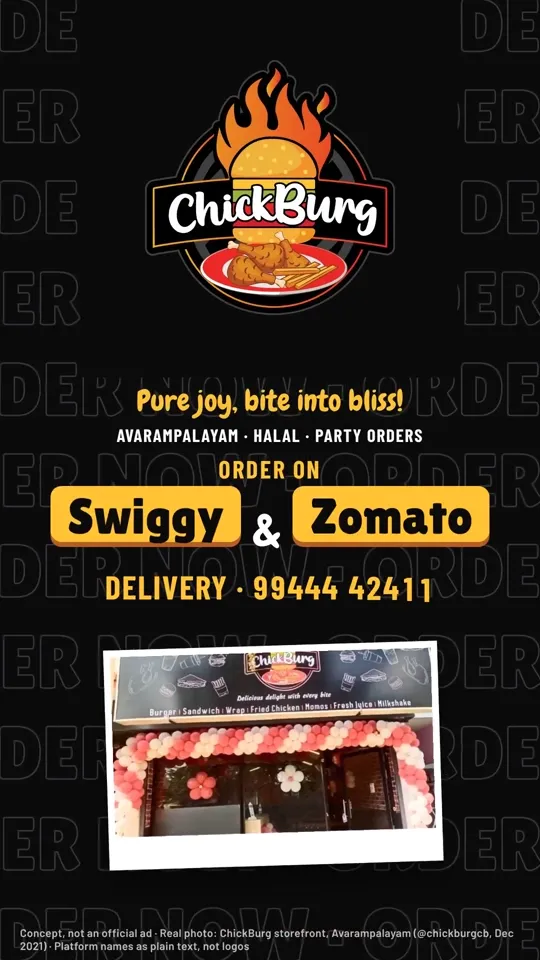 ChickBurg
Pure joy, bite into bliss!
AVARAMPALAYAM · HALAL · PARTY ORDERS
ORDER ON
Swiggy & Zomato
DELIVERY · 99444 42411
ChickBurg
Delicious delight with every bite
Burger | Sandwich | Wrap | Fried Chicken | Momos | Fresh Juice | Milkshake
Concept, not an official ad · Real photo: ChickBurg storefront, Avarampalayam (@chickburgcb, Dec
2021) · Platform names as plain text, not logos